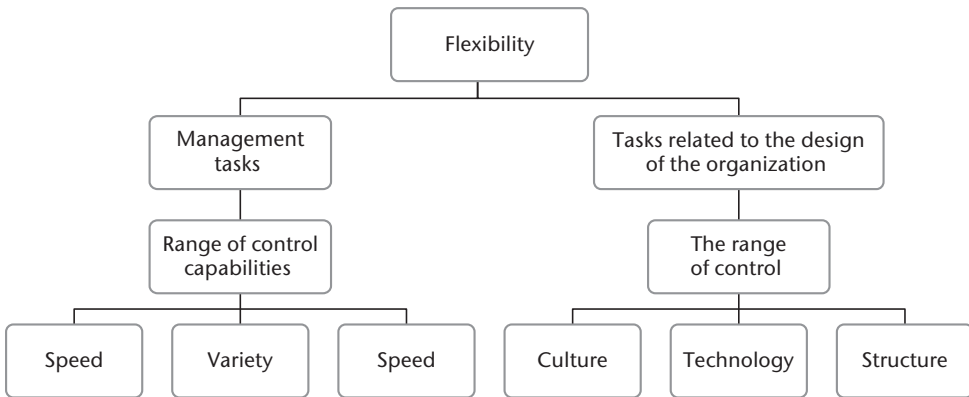 Flexibility
Management
tasks
Tasks related to the design
of the organization
Range of control
capabilities
The range
of control
Speed
Variety
Speed
Culture
Technology
Structure